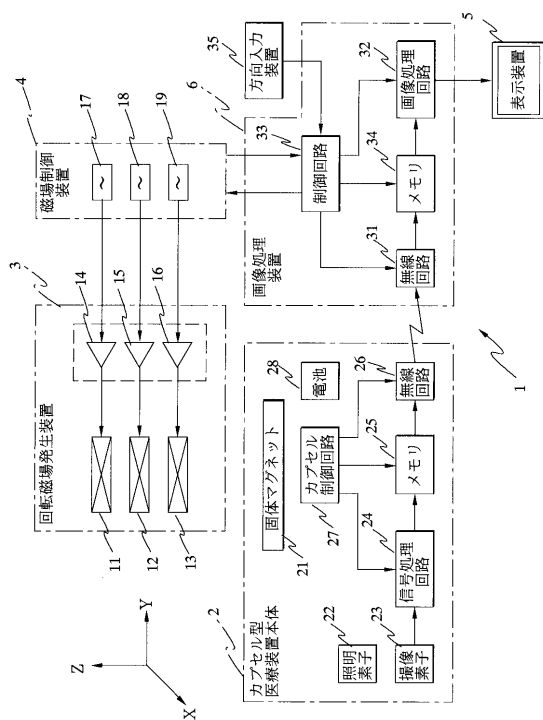 Z
Y
X
回転磁場発生装置
3
11
12
13
14
15
16
磁場制御
装置
4
17
18
19
~
~
~
カプセル型
医療装置本体
2
固体マグネット
21
照明
素子
22
撮像
素子
23
信号処理
回路
24
カプセル
制御回路
27
メモリ
25
電池
28
無線
回路
26
画像処理
装置
6
制御回路
33
無線
回路
31
メモリ
34
画像処理
回路
32
方向入力
装置
35
表示装置
5
1